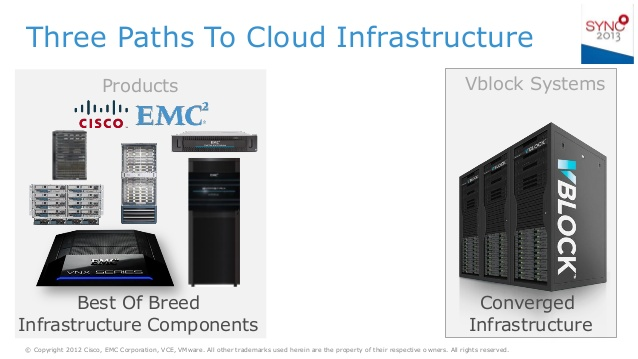 Three Paths To Cloud Infrastructure
SYNC
2013
Products
CISCO
EMC²
EMC
EMC²
VNX SERIES
Best Of Breed
Infrastructure Components
Vblock Systems
VBLOCK
Converged
Infrastructure
© Copyright 2012 Cisco, EMC Corporation, VCE, VMware. All other trademarks used herein are the property of their respective owners. All rights reserved.